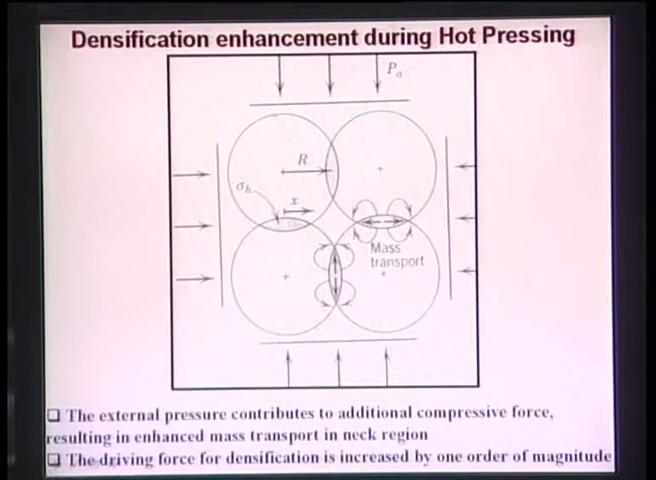 Densification enhancement during Hot Pressing
Pa
R
σb
x
Mass
transport
❑ The external pressure contributes to additional compressive force,
resulting in enhanced mass transport in neck region
❑ The driving force for densification is increased by one order of magnitude